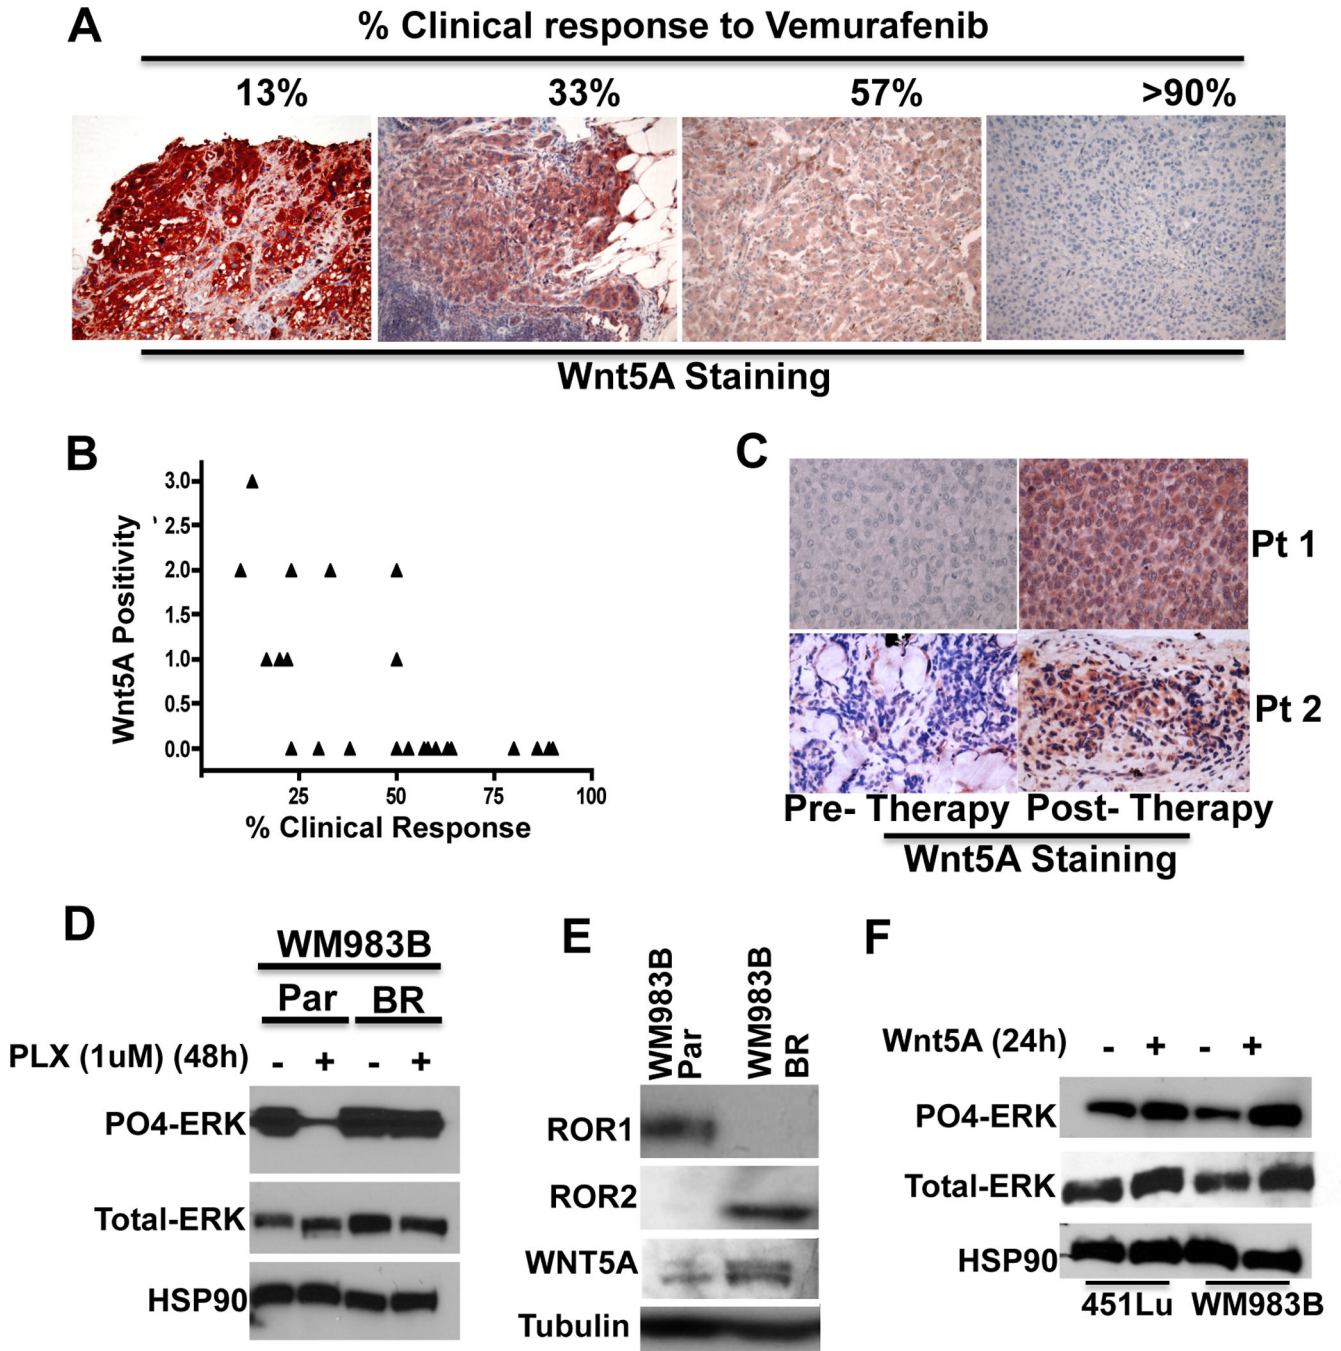 A
% Clinical response to Vemurafenib
13% 33% 57% >90%
Wnt5A Staining
B
Wnt5A Positivity
3.0
2.5
2.0
1.5
1.0
0.5
0.0
25 50 75 100
% Clinical Response
C
Pt 1
Pt 2
Pre- Therapy Post- Therapy
Wnt5A Staining
D
WM983B
Par BR
PLX (1uM) (48h) - + - +
PO4-ERK
Total-ERK
HSP90
E
WM983B Par
WM983B BR
ROR1
ROR2
WNT5A
Tubulin
F
Wnt5A (24h) - + - +
PO4-ERK
Total-ERK
HSP90
451Lu WM983B